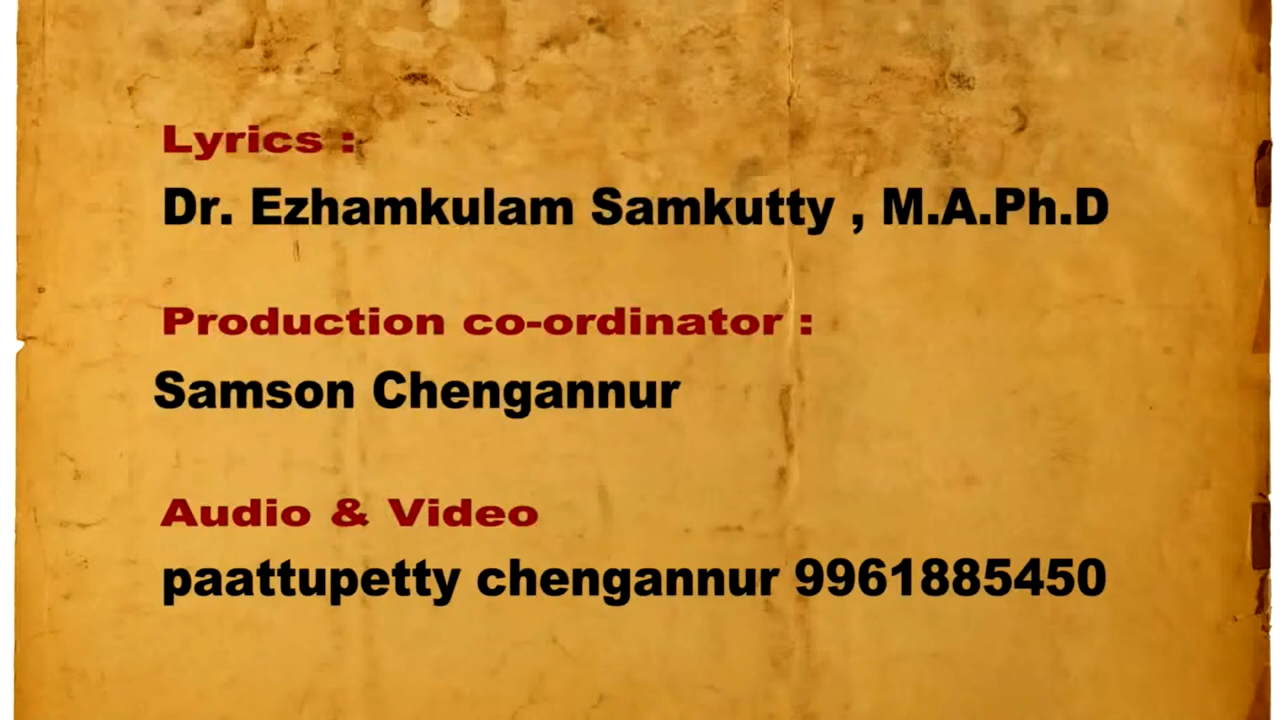 Lyrics :
Dr. Ezhamkulam Samkutty , M.A.Ph.D
Production co-ordinator :
Samson Chengannur
Audio & Video
paattupetty chengannur 9961885450